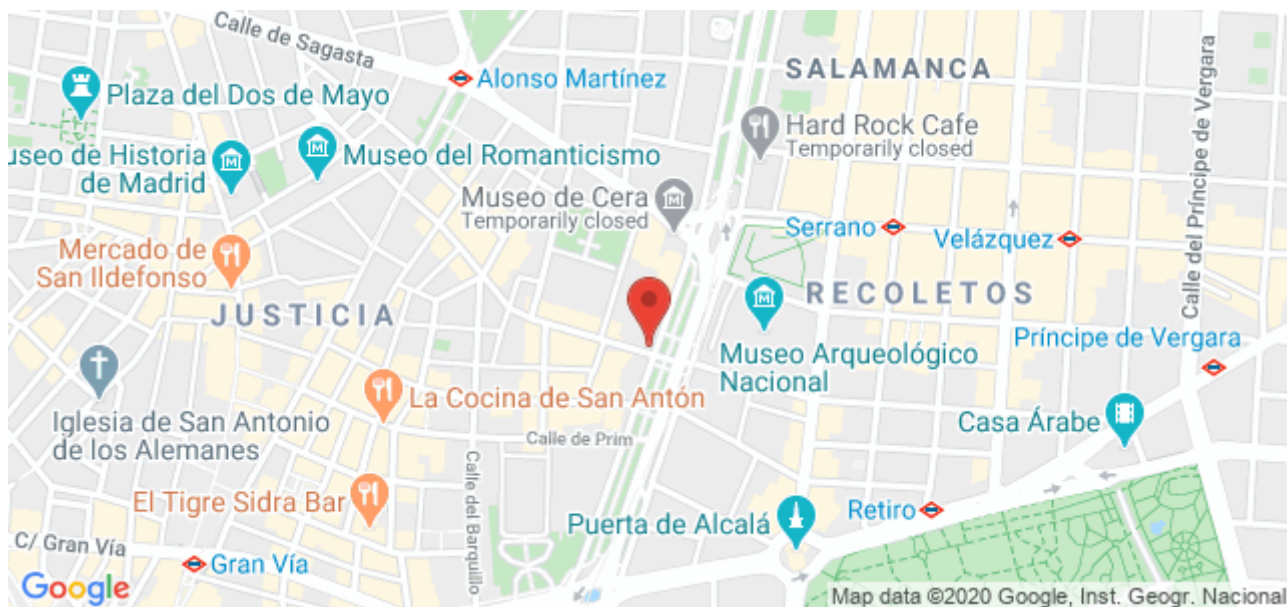 Calle de Sagasta
Alonso Martínez
SALAMANCA
Plaza del Dos de Mayo
Hard Rock Cafe
Temporarily closed
Calle del Príncipe de Vergara
useo de Historia
de Madrid
Museo del Romanticismo
Museo de Cera
Temporarily closed
Serrano
Velázquez
Mercado de
San Ildefonso
JUSTICIA
RECOLETOS
Museo Arqueológico
Nacional
Príncipe de Vergara
La Cocina de San Antón
Iglesia de San Antonio
de los Alemanes
Calle de Prim
Casa Árabe
Calle del Barquillo
El Tigre Sidra Bar
Puerta de Alcalá
Retiro
C/ Gran Vía
Gran Vía
Google
Map data ©2020 Google, Inst. Geogr. Nacional